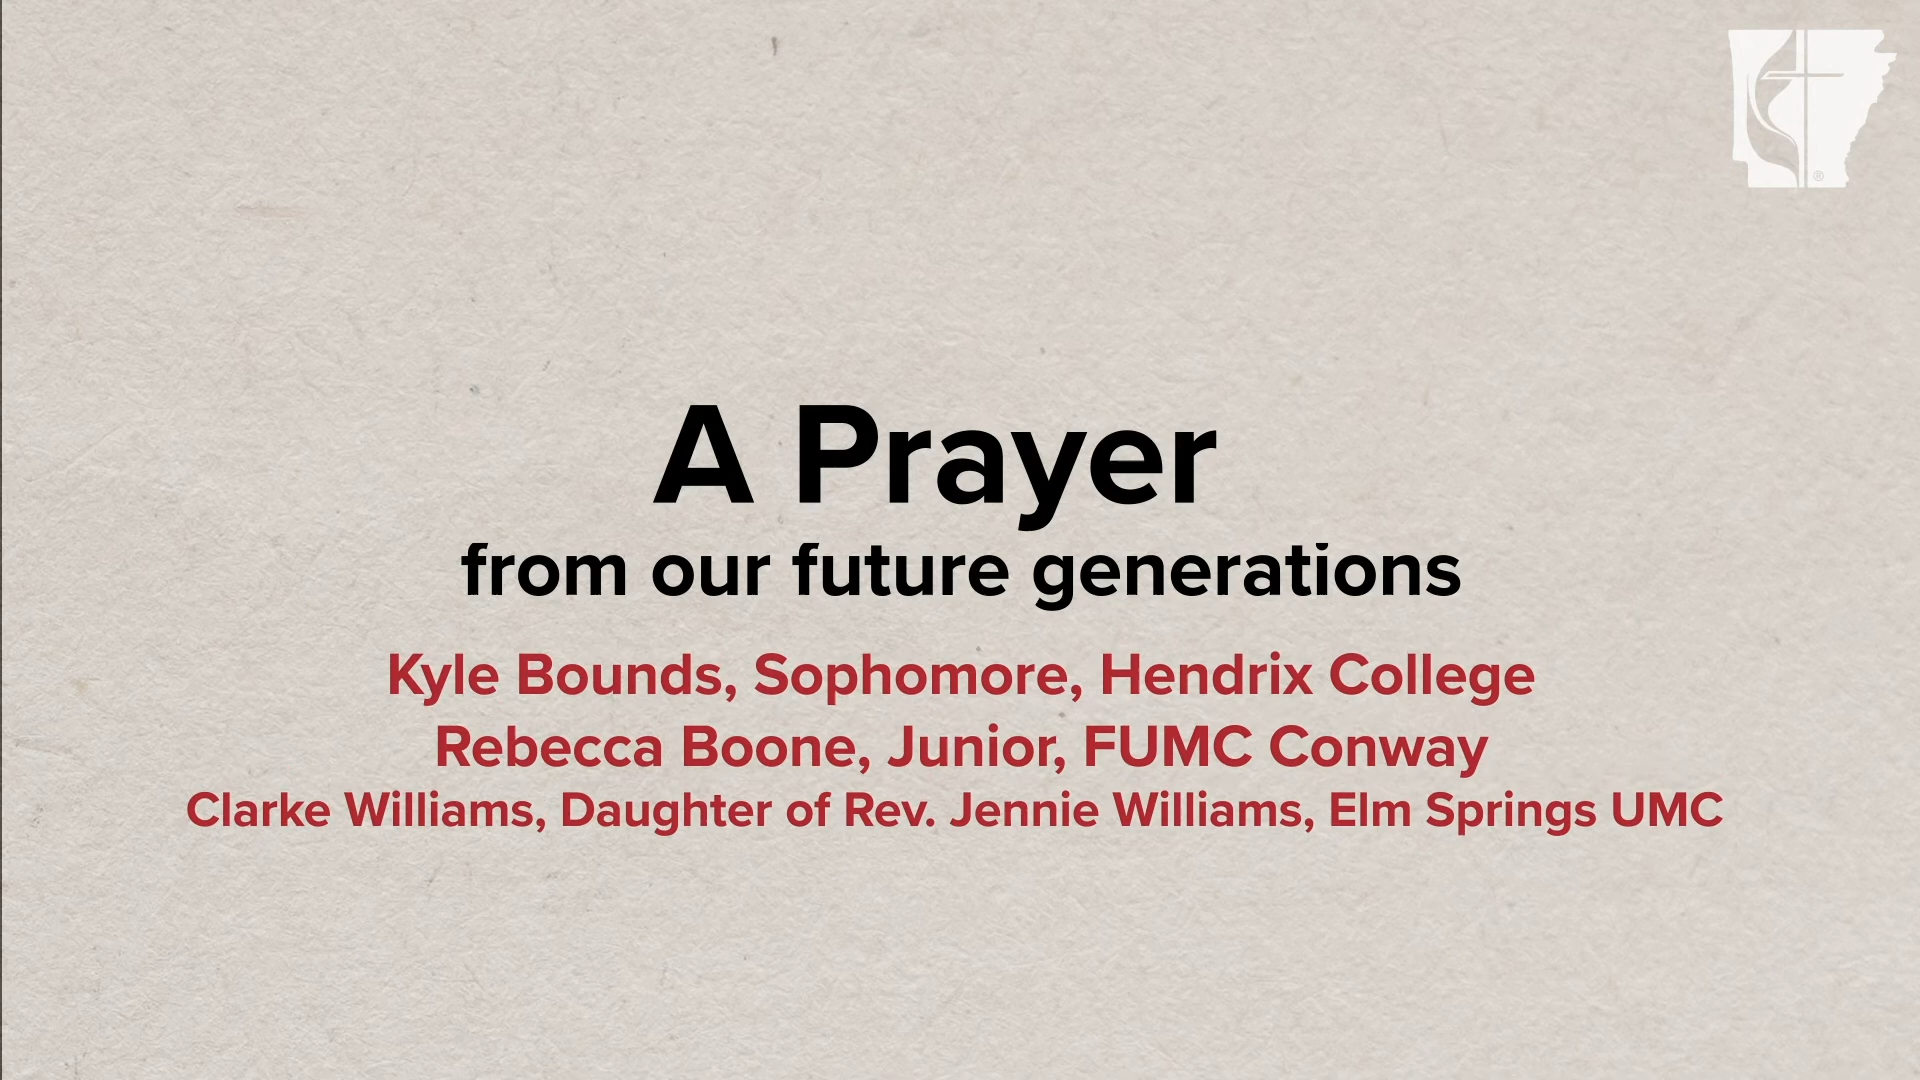 A Prayer
from our future generations
Kyle Bounds, Sophomore, Hendrix College
Rebecca Boone, Junior, FUMC Conway
Clarke Williams, Daughter of Rev. Jennie Williams, Elm Springs UMC
®